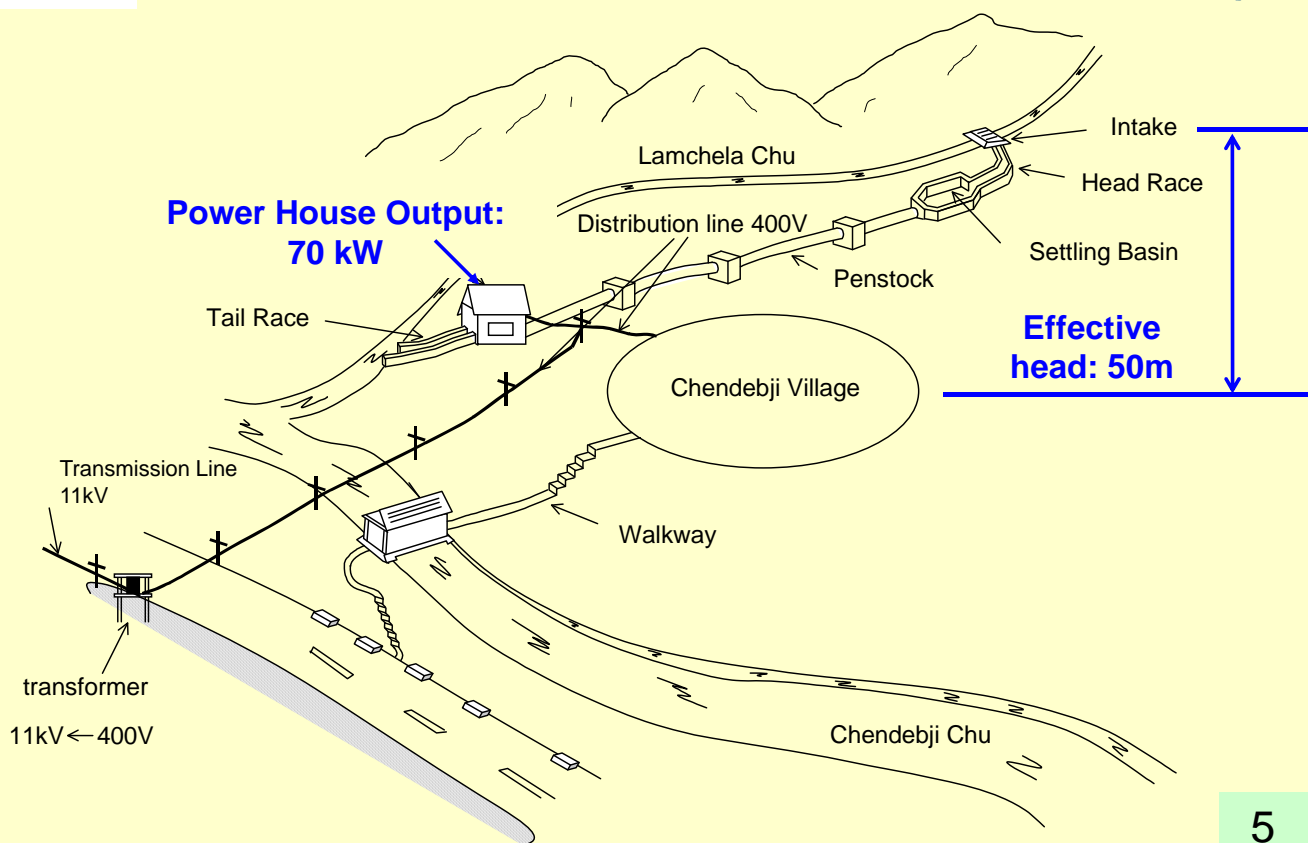 Intake
Lamchela Chu
Head Race
Power House Output:
70 kW
Distribution line 400V
Settling Basin
Penstock
Tail Race
Effective
head: 50m
Chendebji Village
Transmission Line
11kV
Walkway
transformer
11kV←400V
Chendebji Chu
5